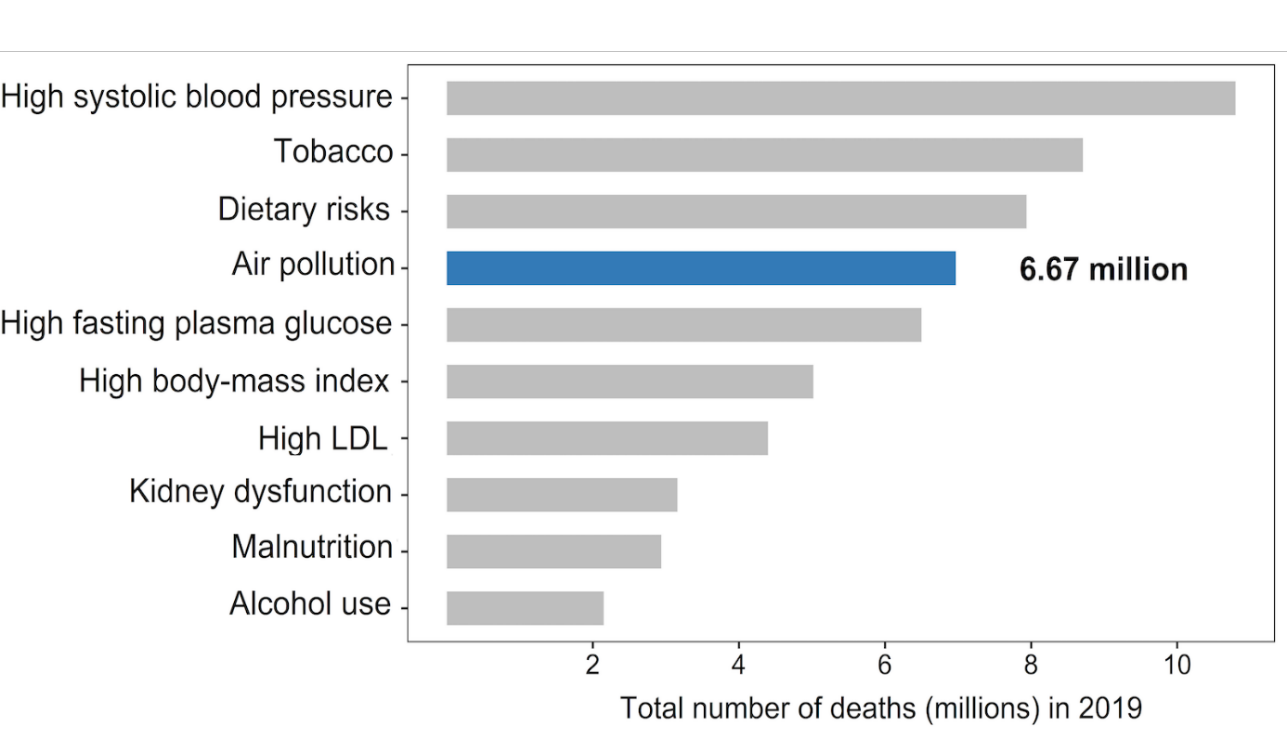 High systolic blood pressure
Tobacco
Dietary risks
Air pollution
6.67 million
High fasting plasma glucose
High body-mass index
High LDL
Kidney dysfunction
Malnutrition
Alcohol use
2 4 6 8 10
Total number of deaths (millions) in 2019